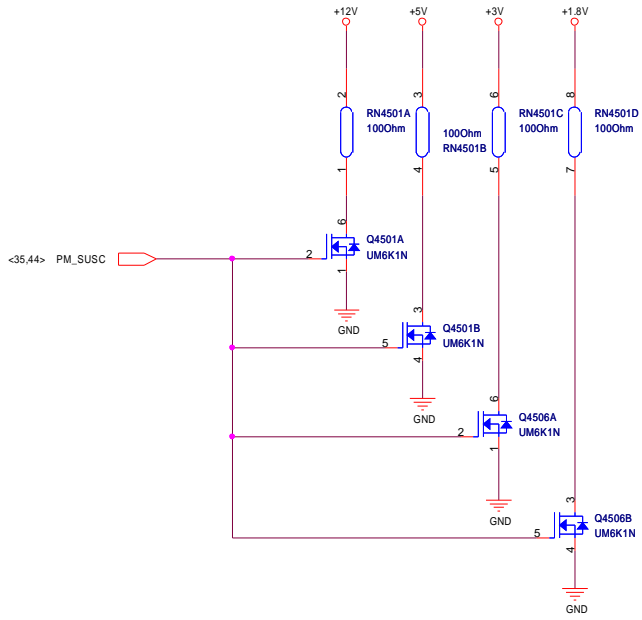 +12V
+5V
+3V
+1.8V
2
3
6
8
RN4501A
100Ohm
100Ohm
RN4501B
RN4501C
100Ohm
RN4501D
100Ohm
1
4
5
7
6
Q4501A
UM6K1N
2
1
<35,44> PM_SUSC
GND
3
Q4501B
UM6K1N
5
4
GND
6
Q4506A
UM6K1N
2
1
GND
3
Q4506B
UM6K1N
5
4
GND